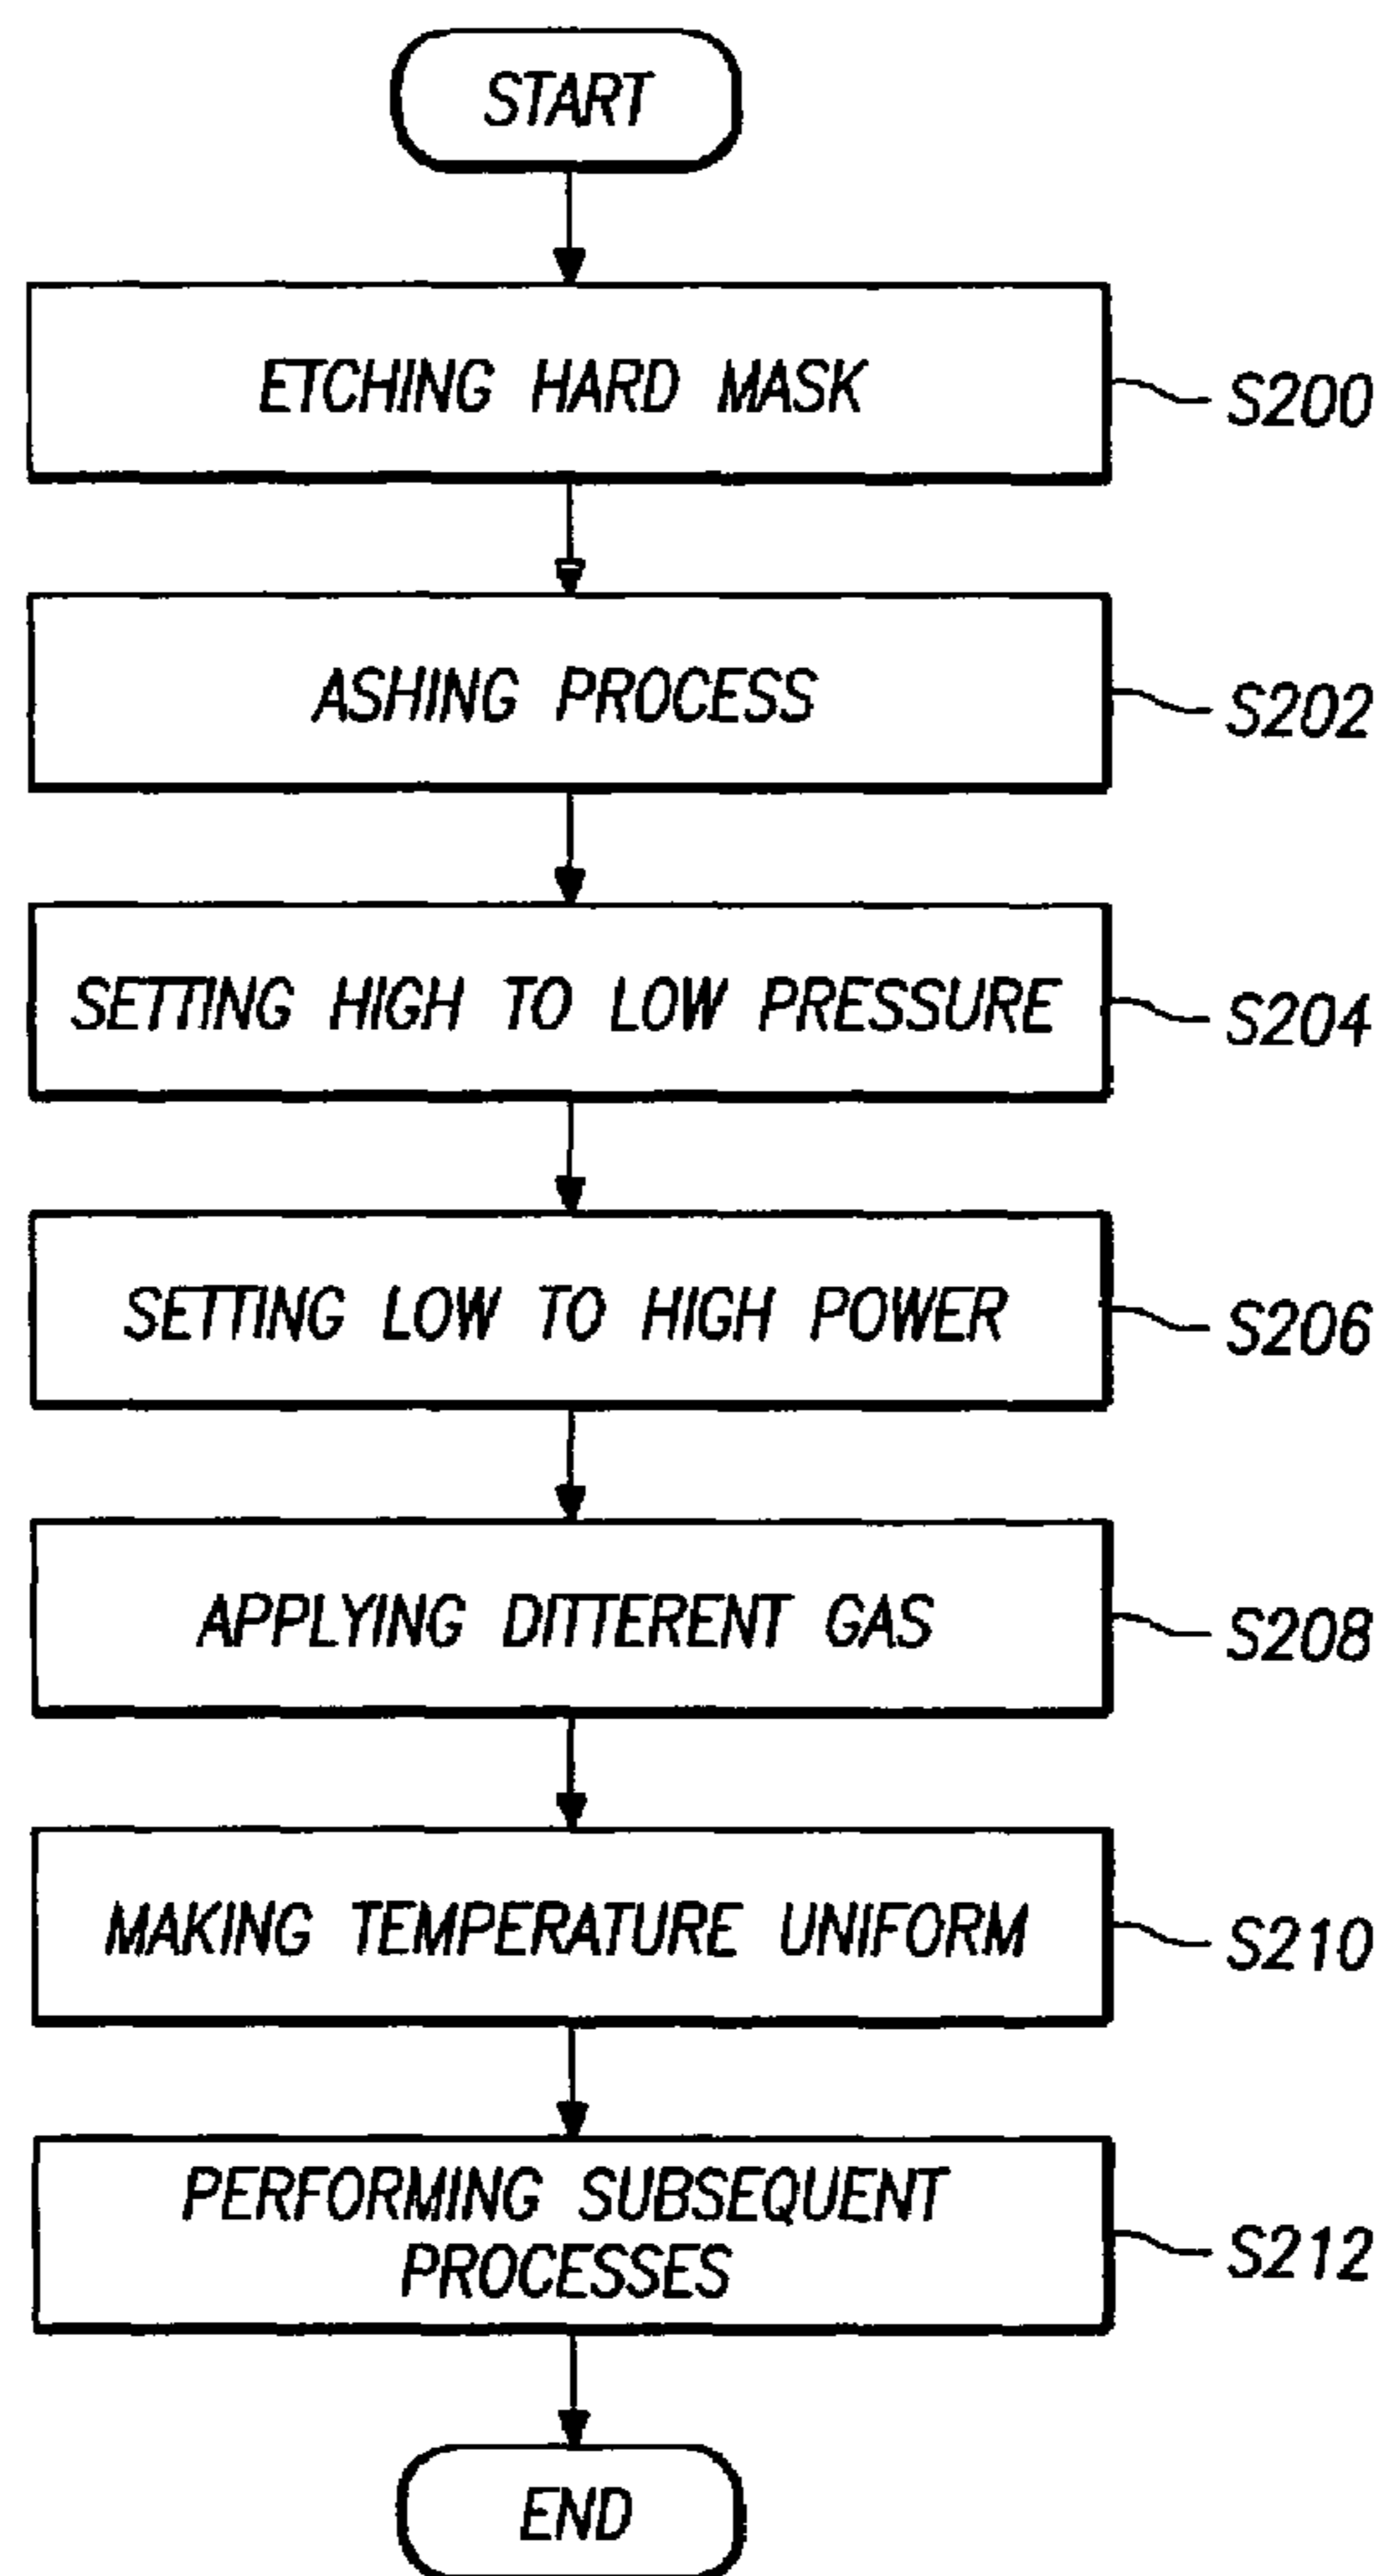 START
ETCHING HARD MASK
S200
ASHING PROCESS
S202
SETTING HIGH TO LOW PRESSURE
S204
SETTING LOW TO HIGH POWER
S206
APPLYING DITTERENT GAS
S208
MAKING TEMPERATURE UNIFORM
S210
PERFORMING SUBSEQUENT
PROCESSES
S212
END